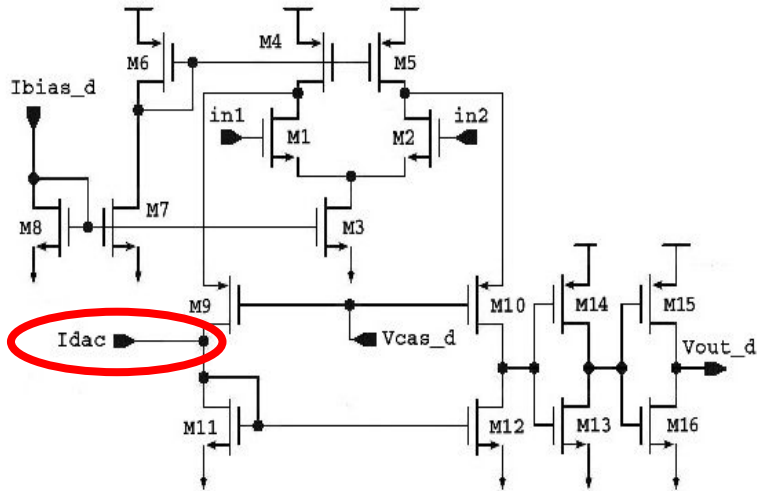 M4
M6
M5
Ibias_d
in1
M1
M2
in2
M8
M7
M3
M9
M10
M14
M15
Idac
Vcas_d
Vout_d
M11
M12
M13
M16